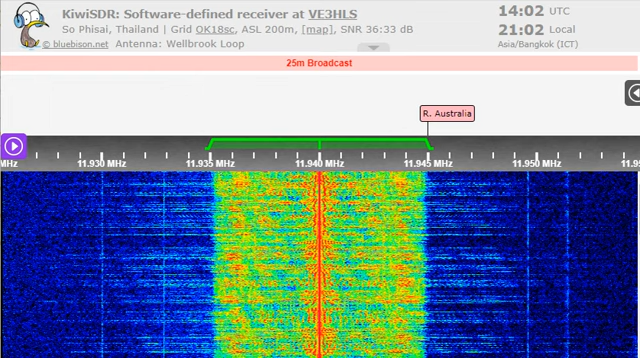 KiwiSDR: Software-defined receiver at VE3HLS
So Phisai, Thailand | Grid OK18sc, ASL 200m, [map], SNR 36:33 dB
© bluebison.net Antenna: Wellbrook Loop
14:02 UTC
21:02 Local
Asia/Bangkok (ICT)
25m Broadcast
R. Australia
MHz 11.930 MHz 11.935 MHz 11.940 MHz 11.945 MHz 11.950 MHz 11.95